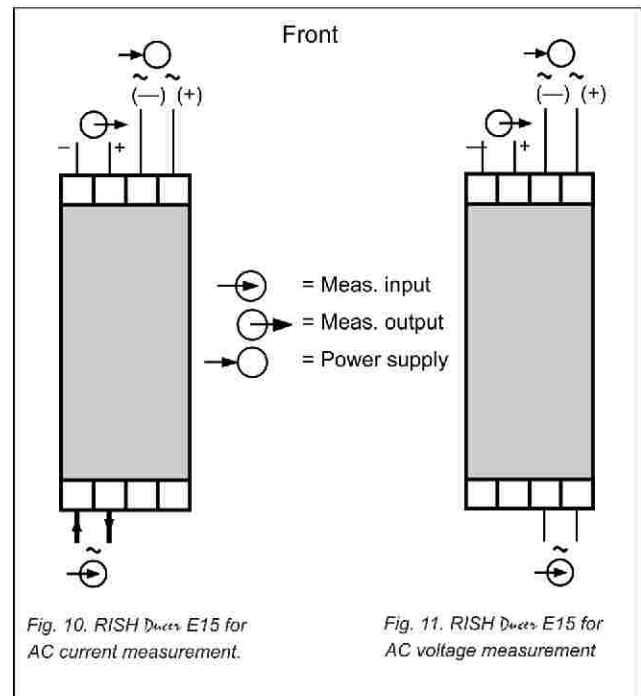 Front
~ ~
(—) (+)
– +
~ ~
(—) (+)
— +
= Meas. input
= Meas. output
= Power supply
~
~
Fig. 10. RISH Ducer E15 for
AC current measurement.
Fig. 11. RISH Ducer E15 for
AC voltage measurement